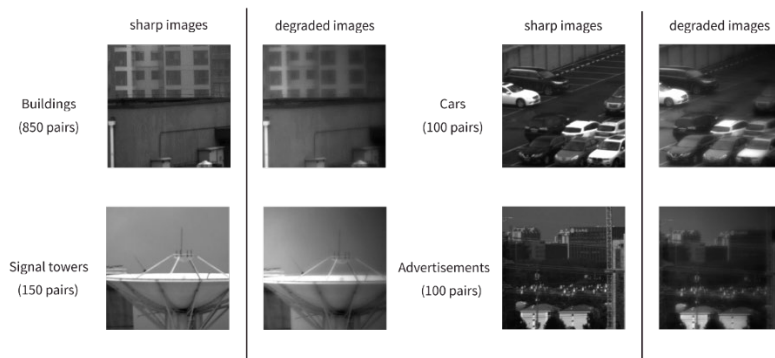 sharp images
degraded images
sharp images
degraded images
Buildings
(850 pairs)
Cars
(100 pairs)
Signal towers
(150 pairs)
Advertisements
(100 pairs)